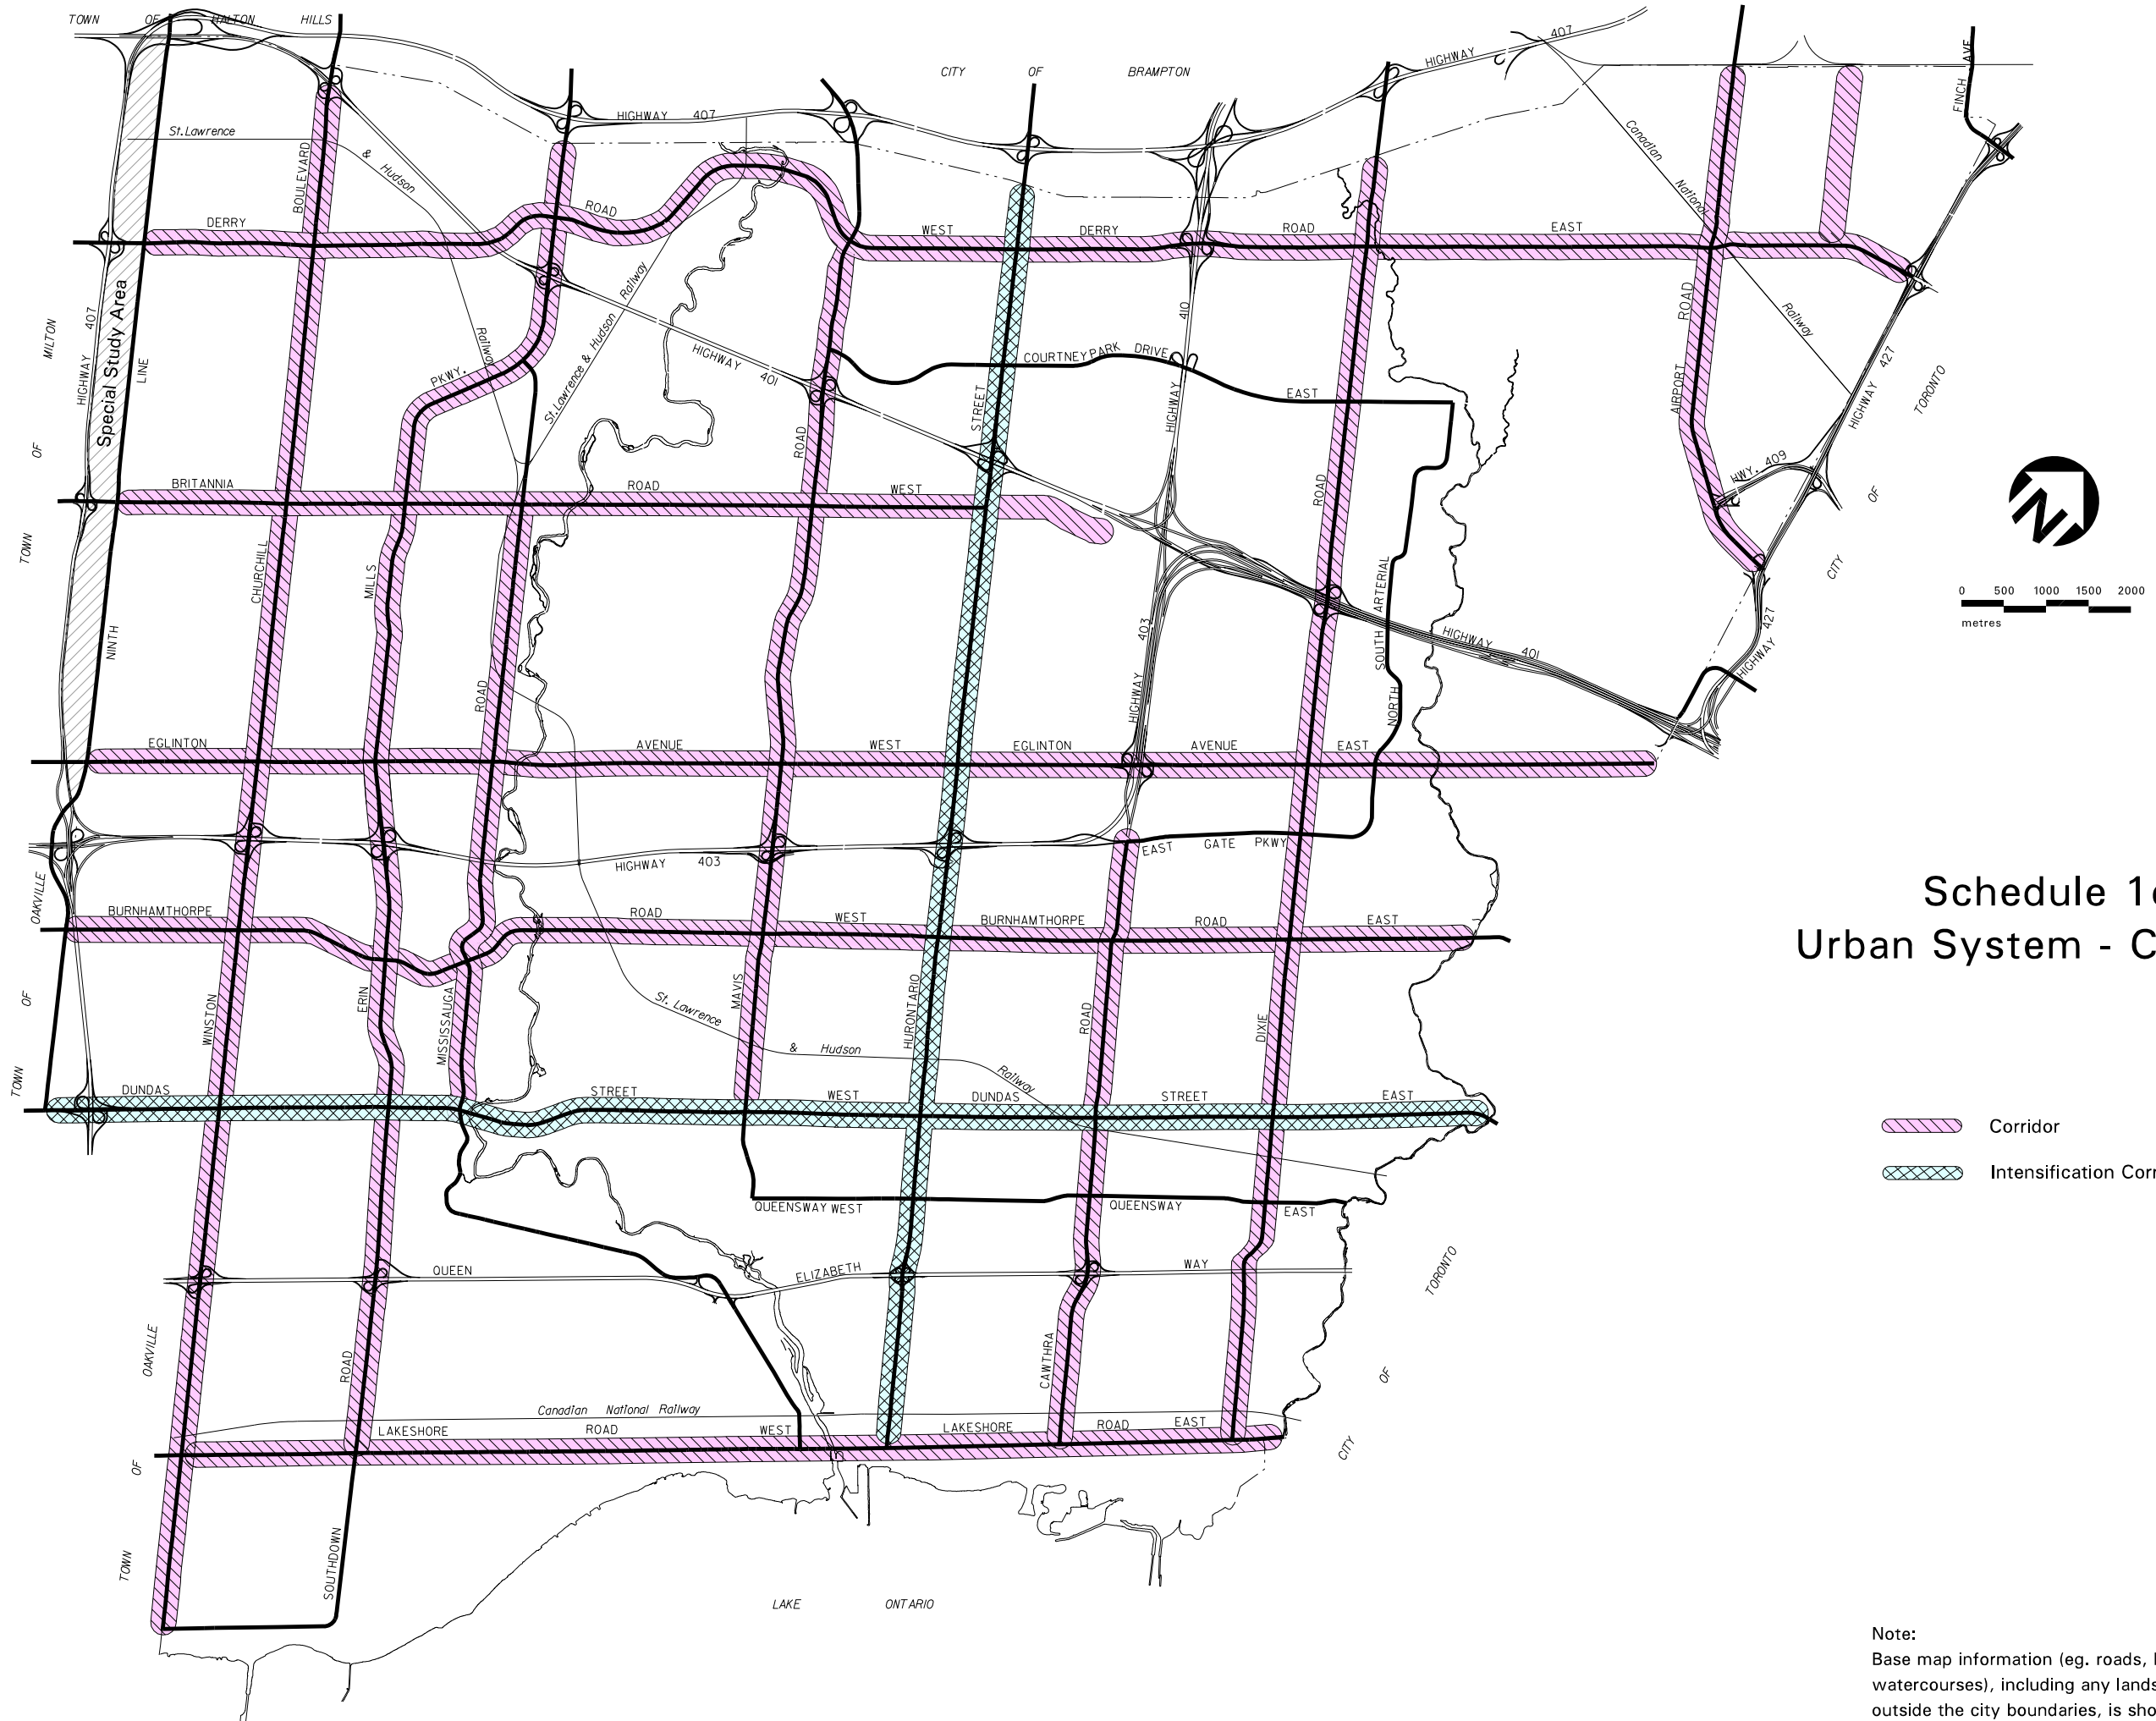 TOWN OF HALTON HILLS
CITY OF BRAMPTON
HIGHWAY 407
FINCH AVE
HIGHWAY 407
St.Lawrence & Hudson Railway
Canadian National Railway
BOULEVARD
DERRY ROAD WEST DERRY ROAD EAST
MILTON
HIGHWAY 407
Special Study Area
LINE
PKWY.
St.Lawrence & Hudson Railway
HIGHWAY 401
410
ROAD
AIRPORT
HIGHWAY 427
TORONTO
COURTNEYPARK DRIVE EAST
STREET
HIGHWAY
ROAD
OF
BRITANNIA ROAD WEST
ROAD
HWY. 409
OF
TOWN
CHURCHILL
MILLS
SOUTH ARTERIAL
CITY
0 500 1000 1500 2000
metres
NINTH
403
HIGHWAY 401
427
HIGHWAY
ROAD
HIGHWAY
NORTH
EGLINTON AVENUE WEST EGLINTON AVENUE EAST
HIGHWAY 403
EAST GATE PKWY
OAKVILLE
Schedule 1
Urban System - C
BURNHAMTHORPE ROAD WEST BURNHAMTHORPE ROAD EAST
OF
WINSTON
ERIN
MISSISSAUGA
MAVIS
HURONTARIO
ROAD
DIXIE
St. Lawrence & Hudson Railway
TOWN
DUNDAS STREET WEST DUNDAS STREET EAST
Corridor
Intensification Corr
QUEENSWAY WEST QUEENSWAY EAST
QUEEN ELIZABETH WAY
TORONTO
OAKVILLE
ROAD
CAWTHRA
OF
Canadian National Railway
LAKESHORE ROAD WEST LAKESHORE ROAD EAST
OF
CITY
TOWN
SOUTHDOWN
LAKE ONTARIO
Note:
Base map information (eg. roads,
watercourses), including any lands
outside the city boundaries, is sho